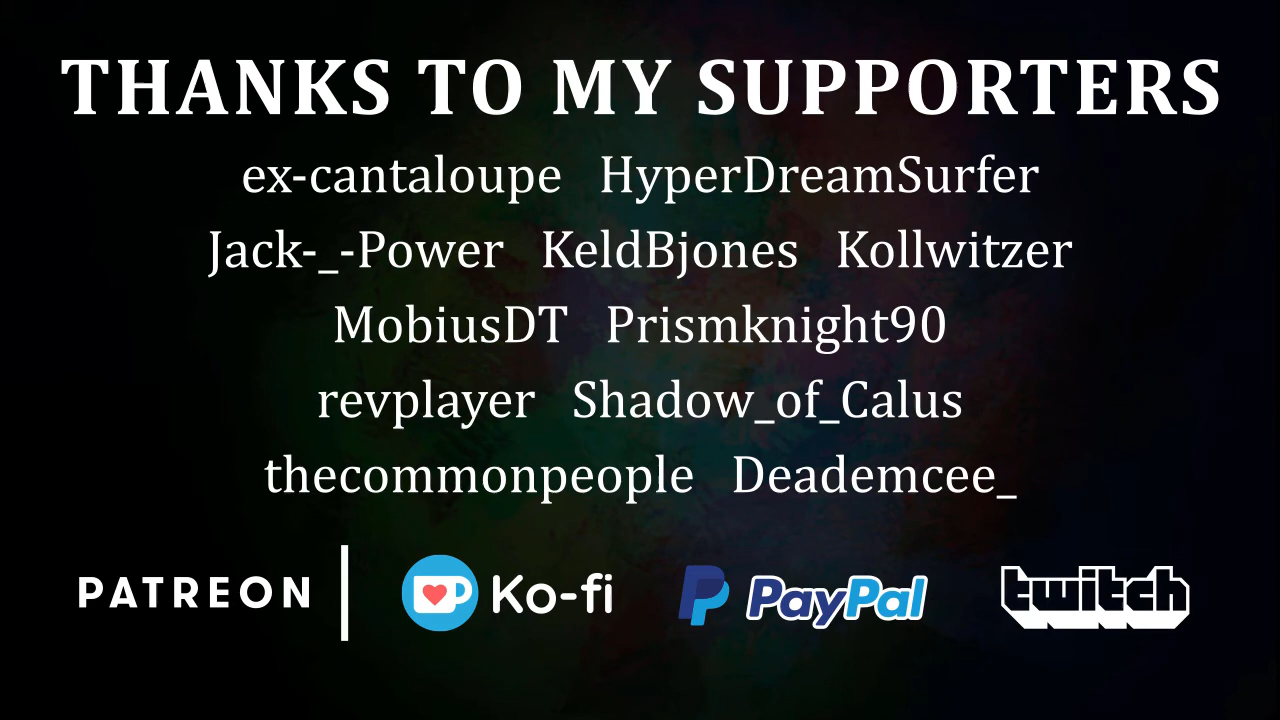 THANKS TO MY SUPPORTERS
ex-cantaloupe HyperDreamSurfer
Jack-_-Power KeldBjones Kollwitzer
MobiusDT Prismknight90
revplayer Shadow_of_Calus
thecommonpeople Deademcee_
PATREON Ko-fi PayPal twitch